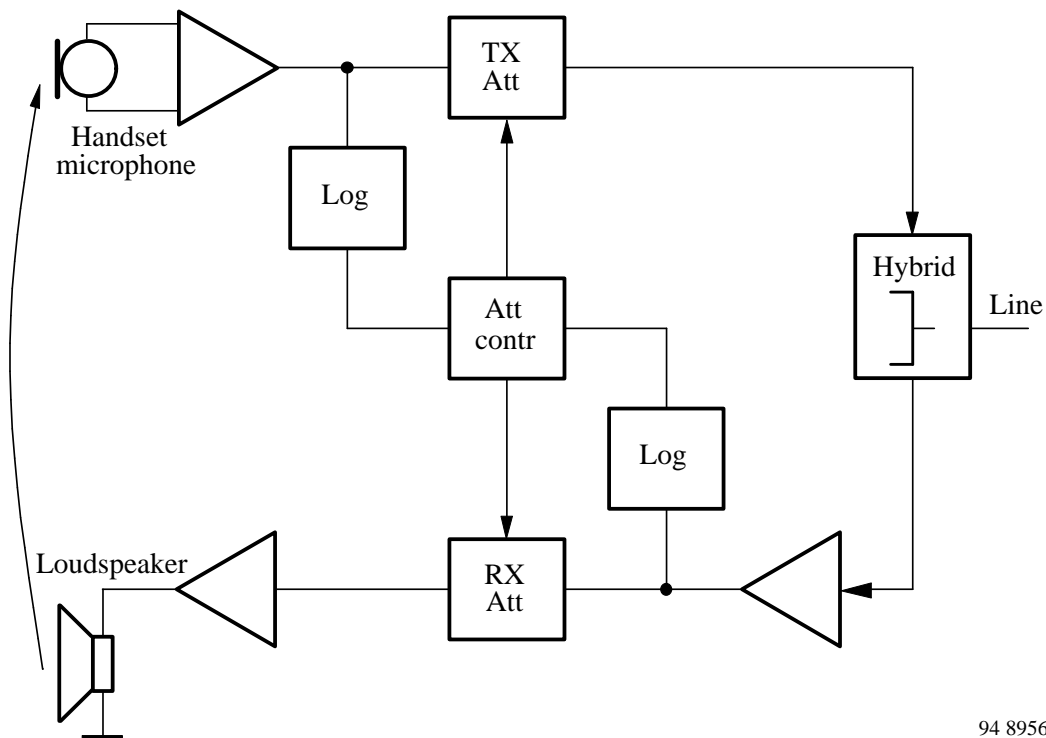 TX
Att
Handset
microphone
Log
Hybrid
Line
Att
contr
Log
Loudspeaker
RX
Att
94 8956